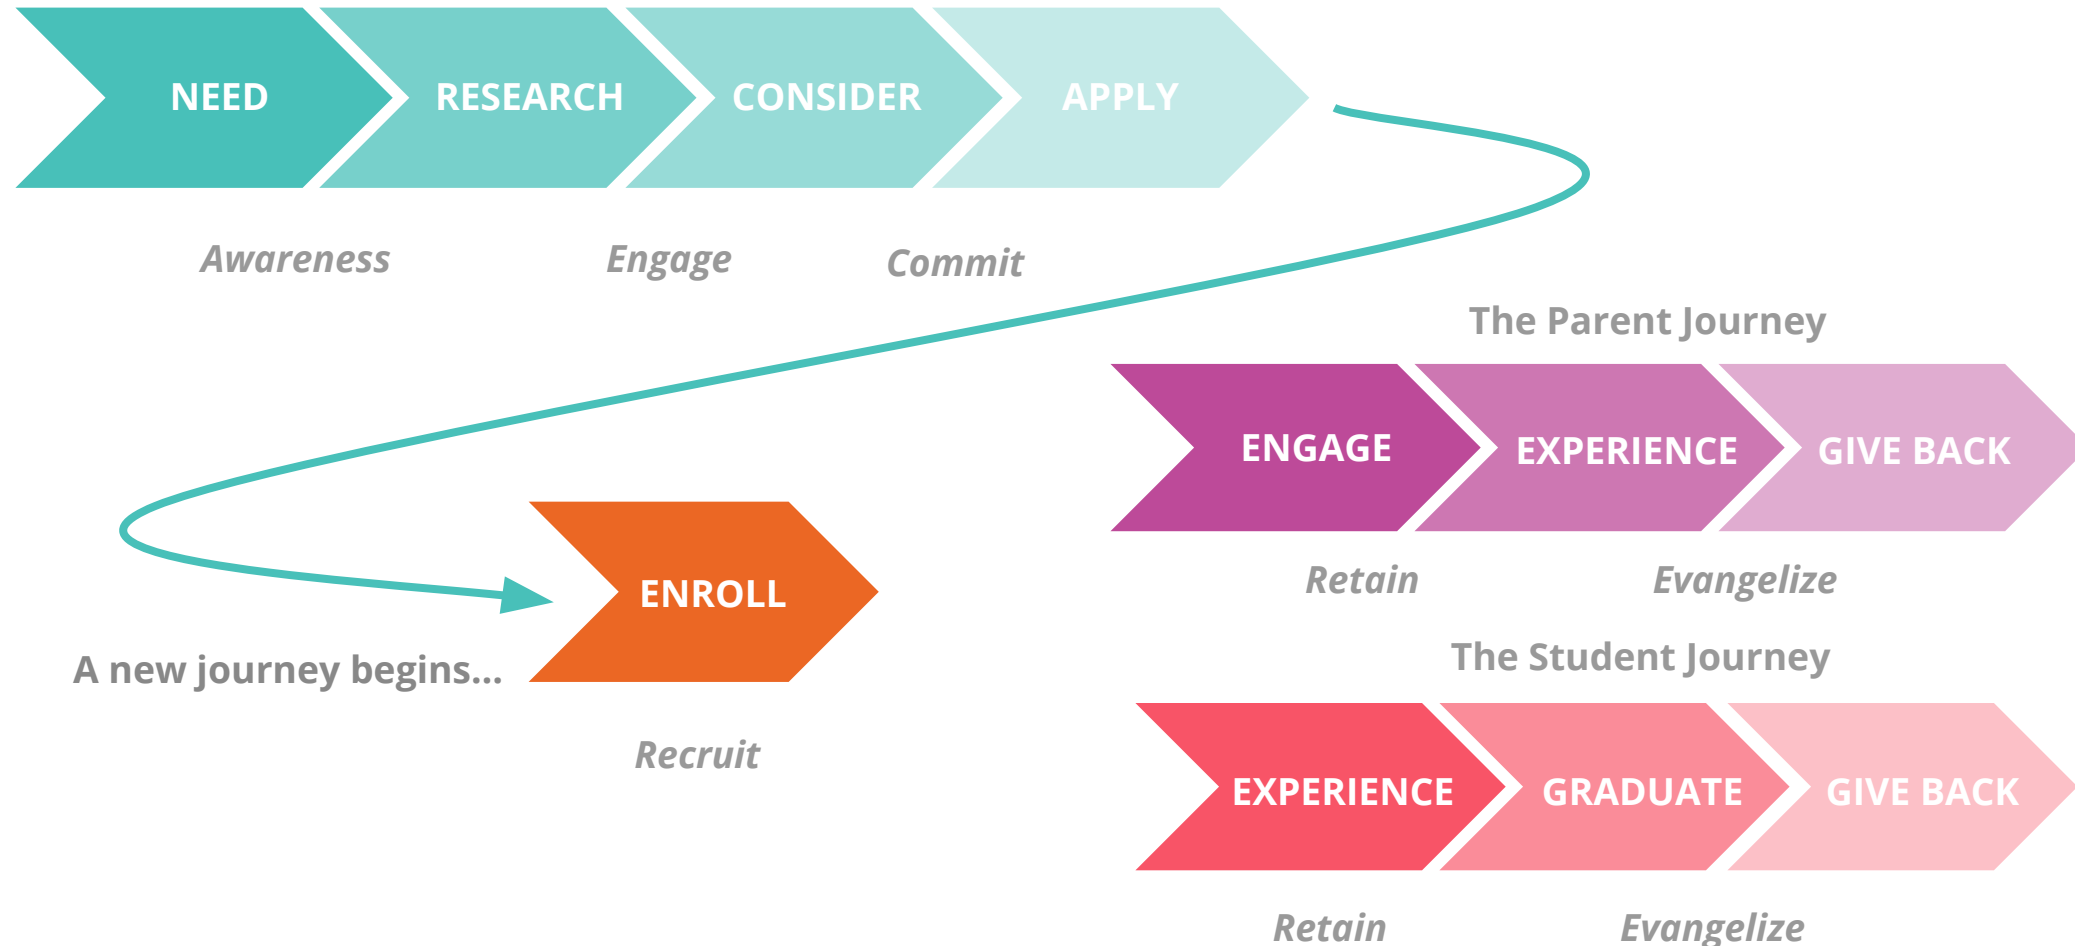 NEED RESEARCH CONSIDER APPLY
Awareness Engage Commit
The Parent Journey
ENGAGE EXPERIENCE GIVE BACK
Retain Evangelize
ENROLL
A new journey begins...
Recruit
The Student Journey
EXPERIENCE GRADUATE GIVE BACK
Retain Evangelize